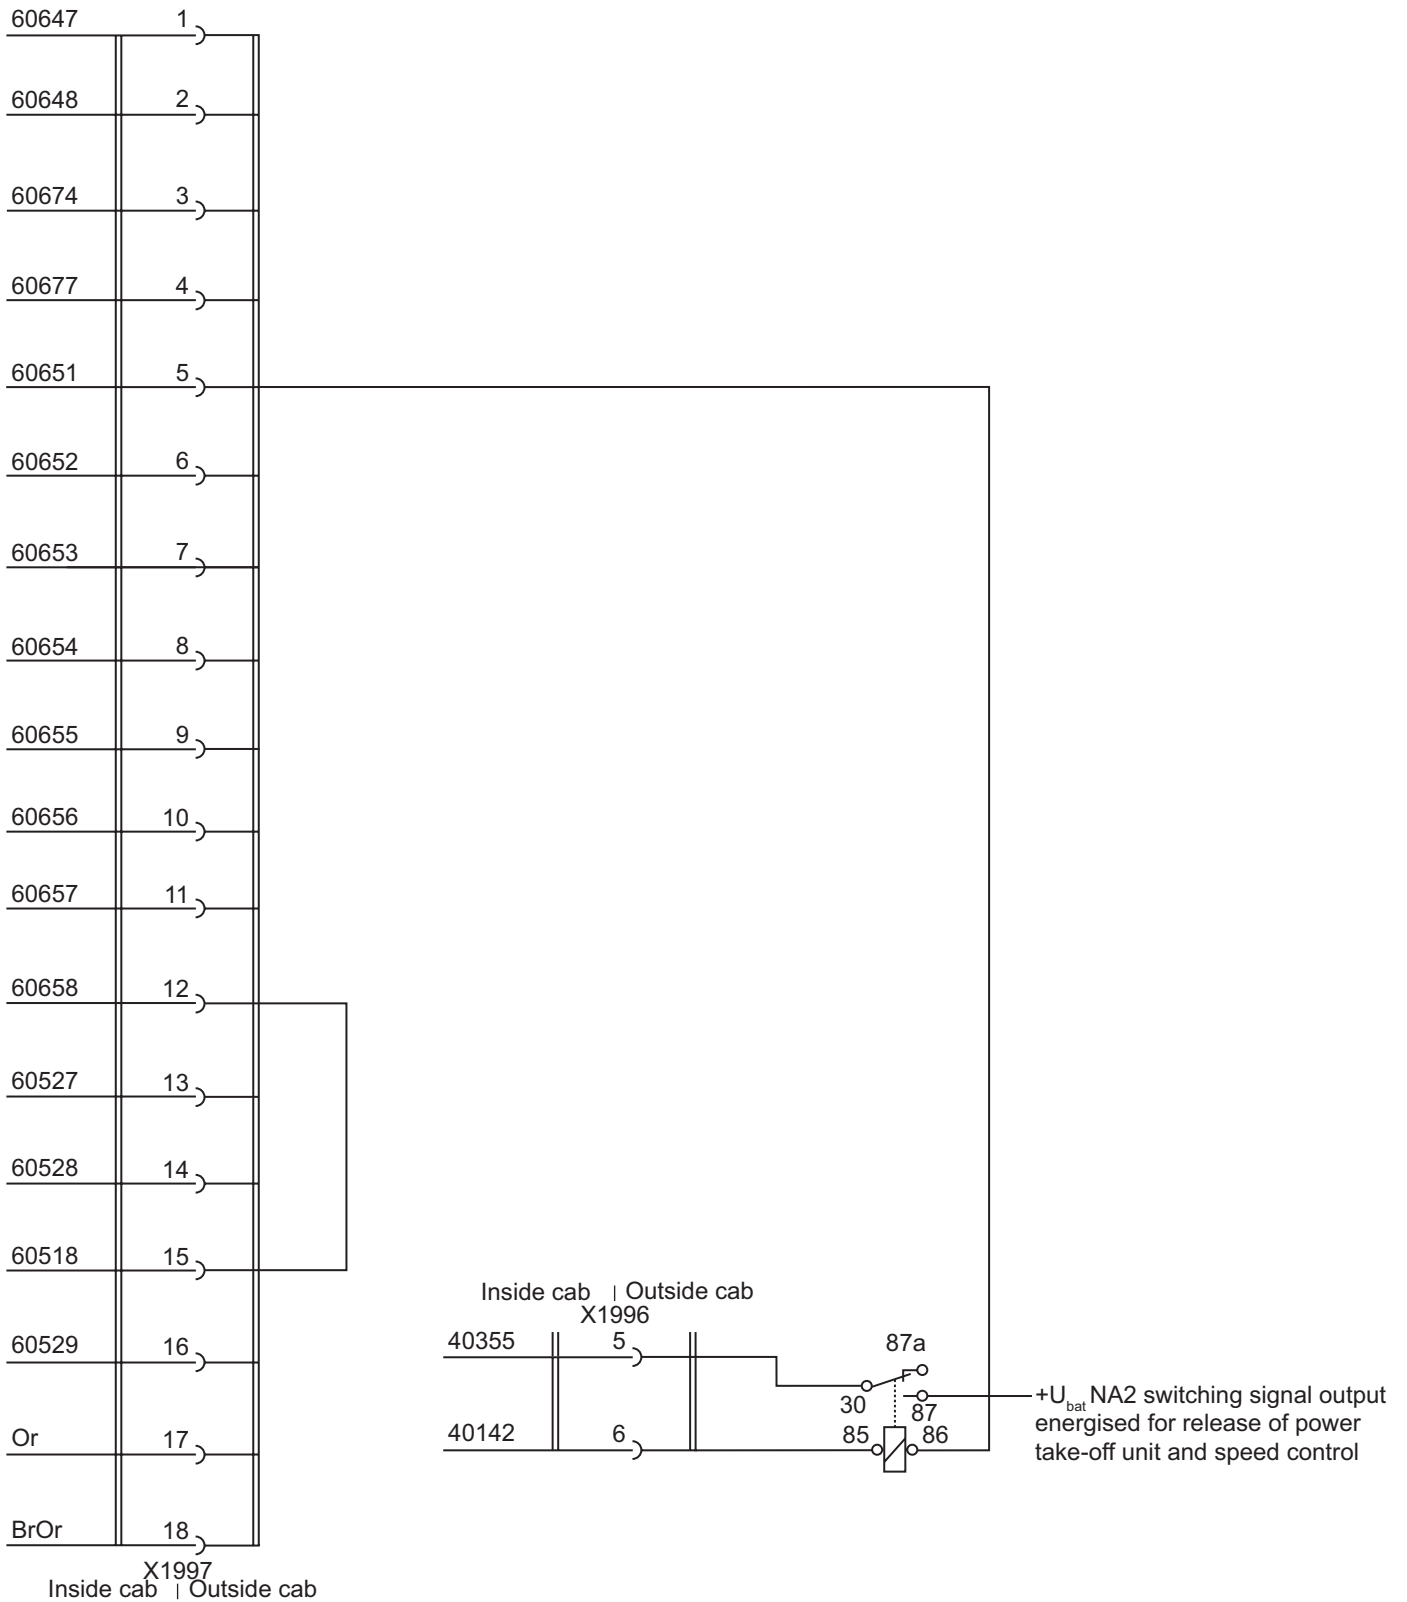 60647 1
60648 2
60674 3
60677 4
60651 5
60652 6
60653 7
60654 8
60655 9
60656 10
60657 11
60658 12
60527 13
60528 14
60518 15
60529 16
Or 17
BrOr 18
X1997
Inside cab | Outside cab
Inside cab | Outside cab
X1996
40355 5
40142 6
87a
30
87
85 86
+Ubat NA2 switching signal output
energised for release of power
take-off unit and speed control